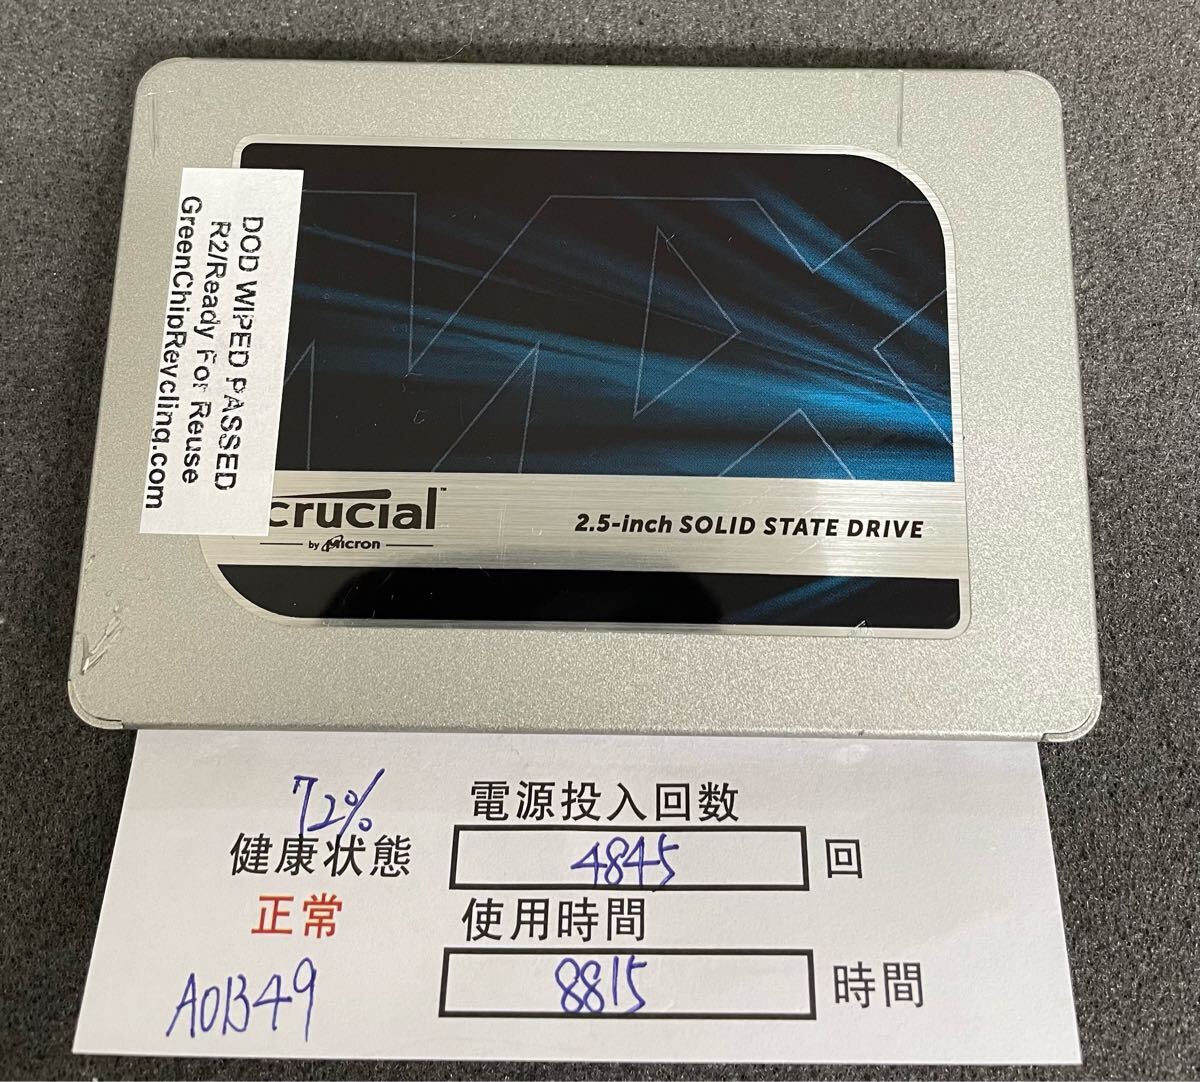 DOD WIPED PASSED
R2/Ready For Reuse
GreenChipRevcling.com
crucial™
by Micron
2.5-inch SOLID STATE DRIVE
72%
健康状態
正常
A0B49
電源投入回数
4845 回
使用時間
8815 時間